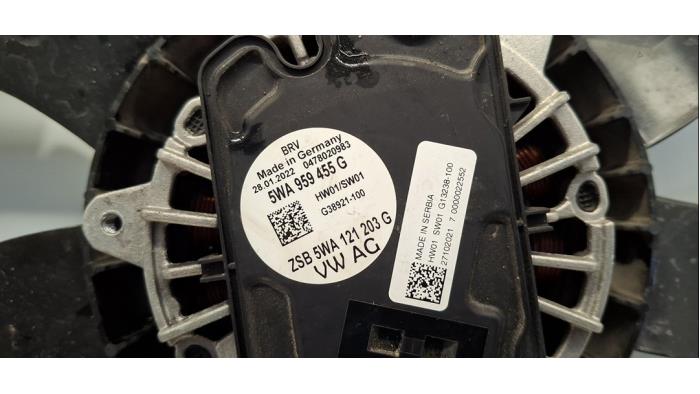 BRV
Made in Germany
28.01.2022 0478020983
5WA 959 455 G
HW01/SW01
G38921-100
ZSB 5WA 121 203 G
VW AG
MADE IN SERBIA
HW01 SW01 G13238-100
27102021 7 0000022552